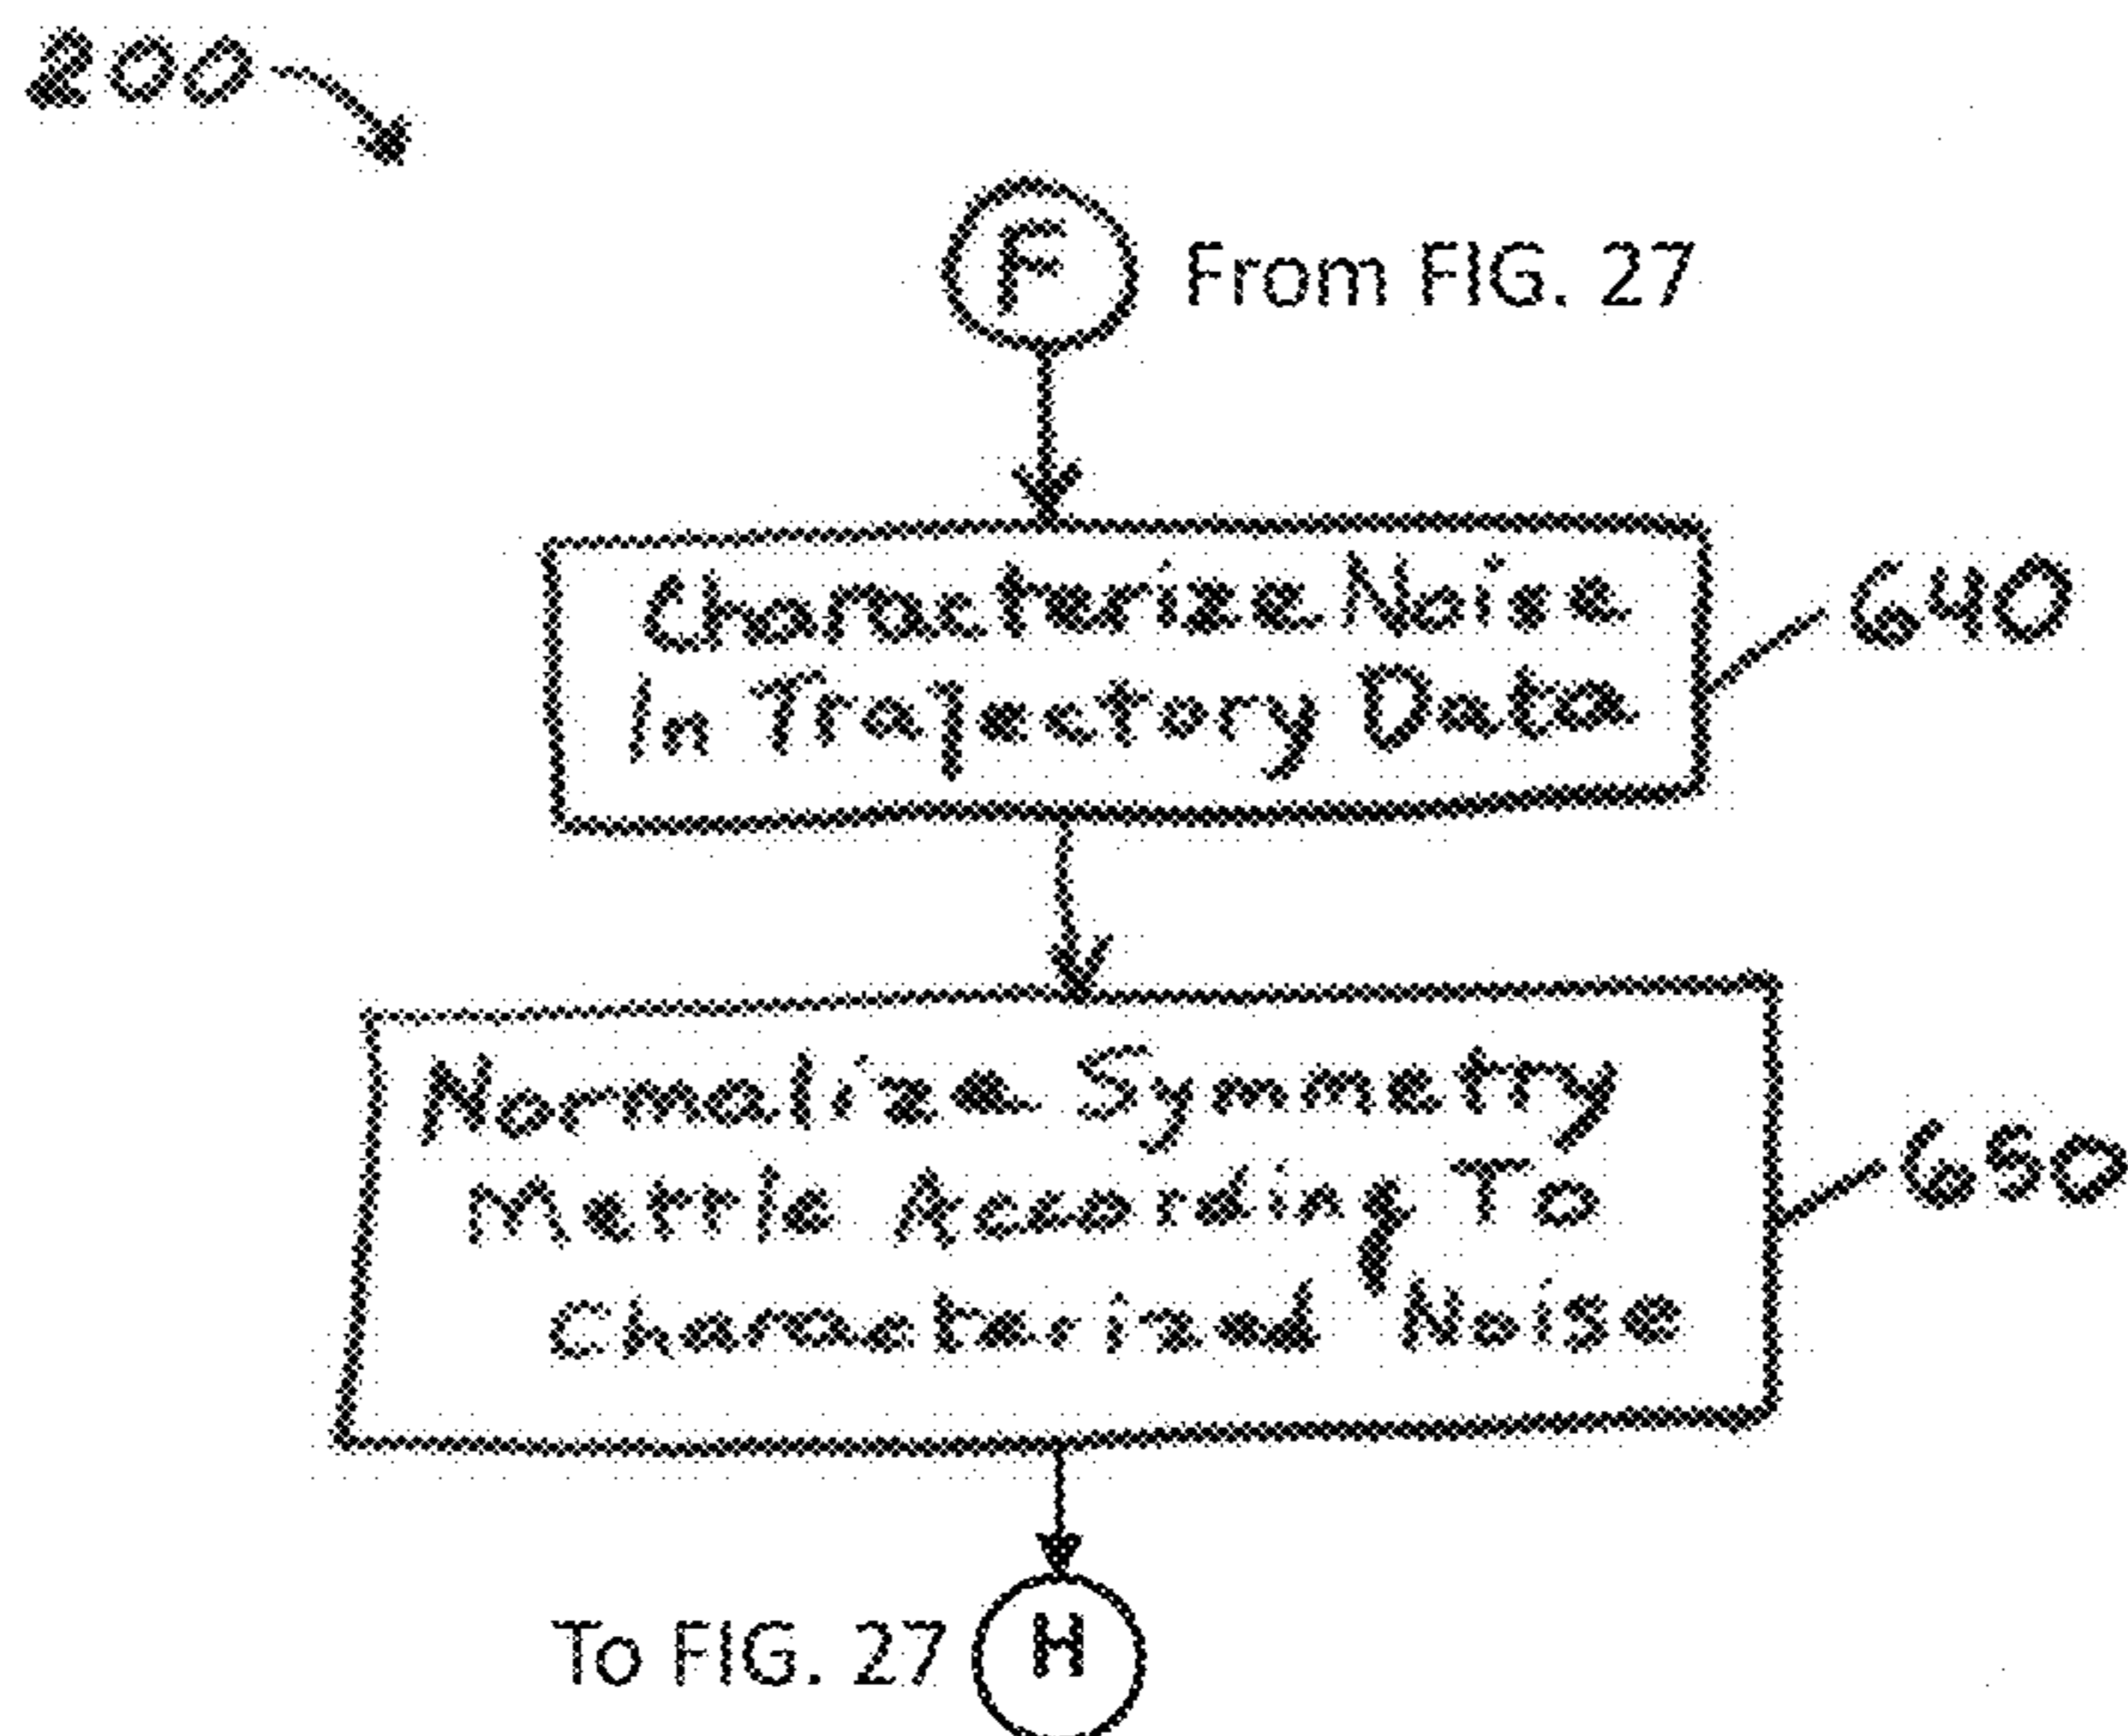 200
F From FIG. 27
Characterize Noise
In Trajectory Data
640
Normalize Symmetry
Metric According To
Characterized Noise
650
To FIG. 27 H